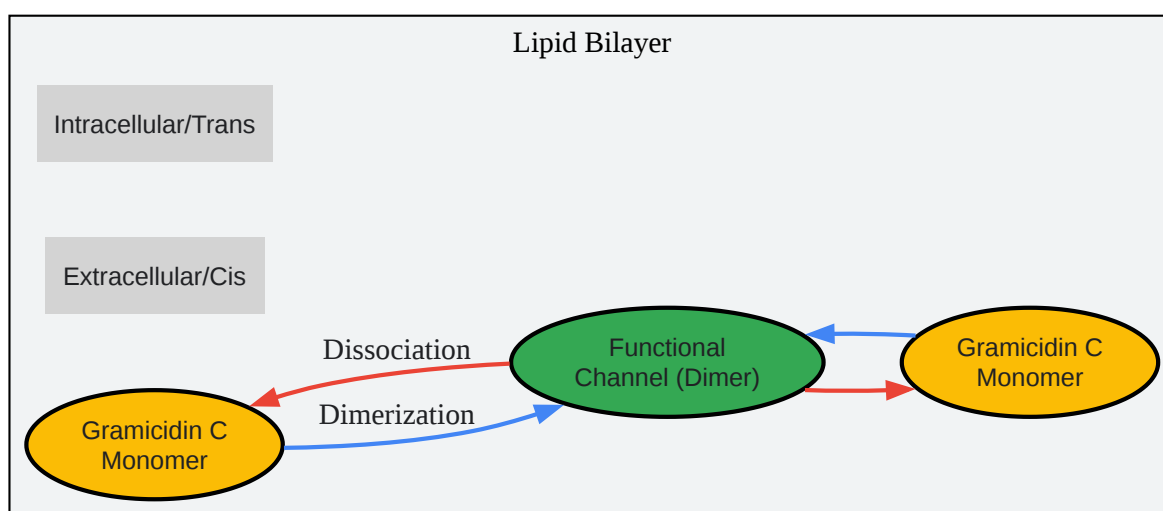 Lipid Bilayer
Intracellular/Trans
Extracellular/Cis
Dissociation
Functional
Channel (Dimer)
Gramicidin C
Monomer
Dimerization
Gramicidin C
Monomer